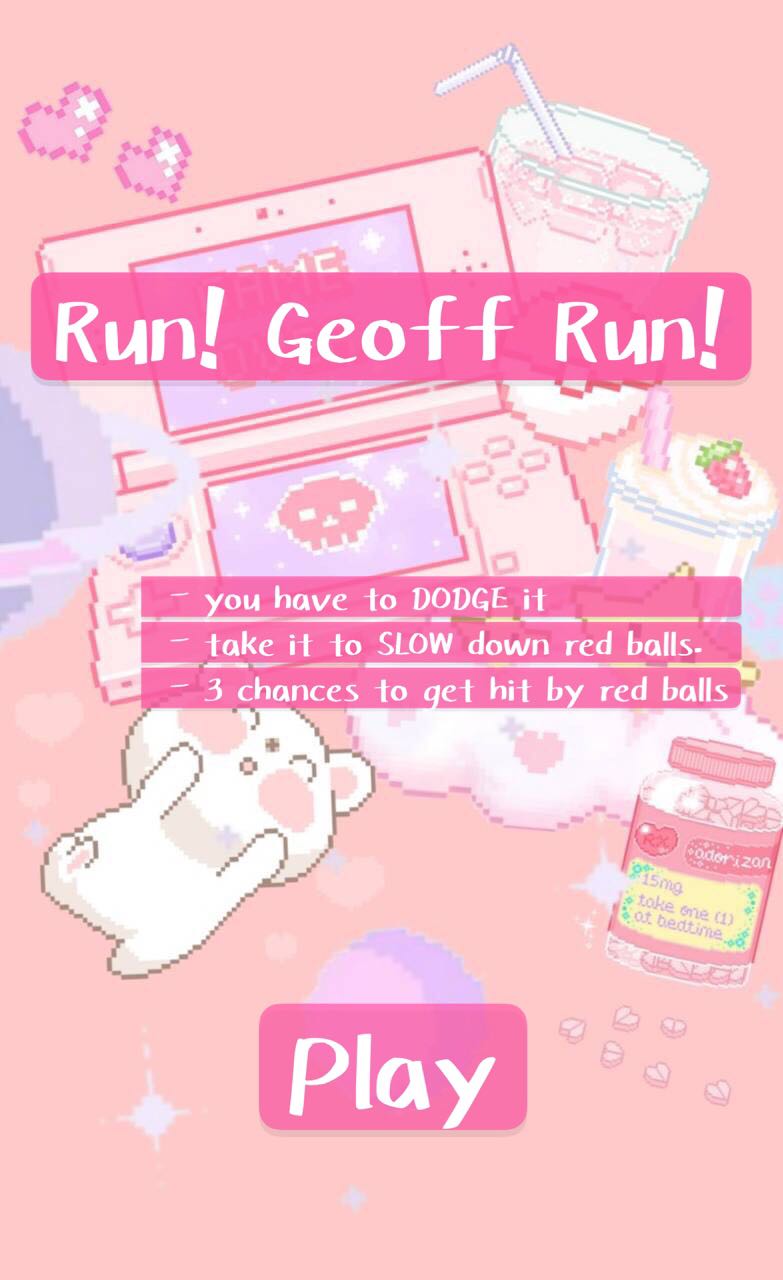 Run! Geoff Run!
- you have to DODGE it
- take it to SLOW down red balls.
- 3 chances to get hit by red balls
RX
adorizan
15mg
take one (1)
at bedtime
Play